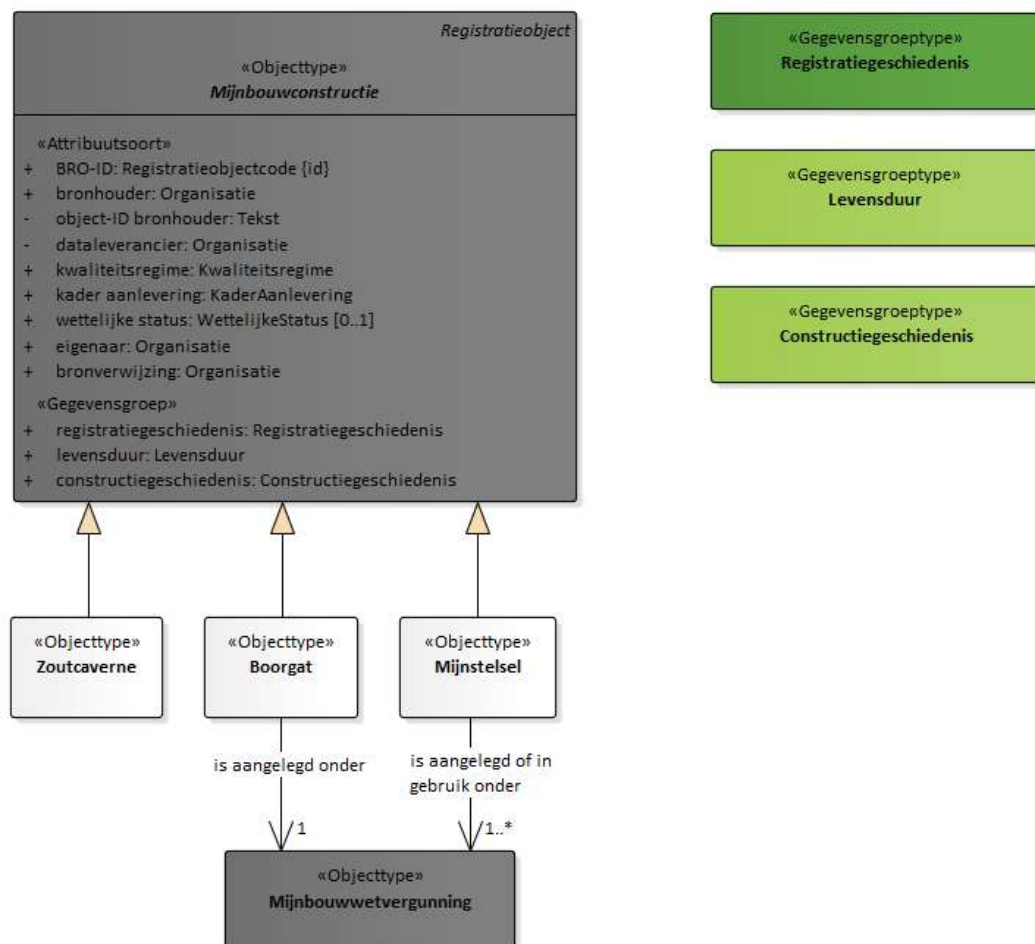 Registratieobject
«Objecttype»
Mijnbouwconstructie
«Attribuutsoort»
+ BRO-ID: Registratieobjectcode {id}
+ bronhouder: Organisatie
- object-ID bronhouder: Tekst
- dataleverancier: Organisatie
+ kwaliteitsregime: Kwaliteitsregime
+ kader aanlevering: KaderAanlevering
+ wettelijke status: WettelijkeStatus [0..1]
+ eigenaar: Organisatie
+ bronverwijzing: Organisatie
«Gegevensgroep»
+ registratiegeschiedenis: Registratiegeschiedenis
+ levensduur: Levensduur
+ constructiegeschiedenis: Constructiegeschiedenis
«Gegevensgroeptype»
Registratiegeschiedenis
«Gegevensgroeptype»
Levensduur
«Gegevensgroeptype»
Constructiegeschiedenis
«Objecttype»
Zoutcaverne
«Objecttype»
Boorgat
«Objecttype»
Mijnstelsel
is aangelegd onder
1
is aangelegd of in
gebruik onder
1..*
«Objecttype»
Mijnbouwwetvergunning